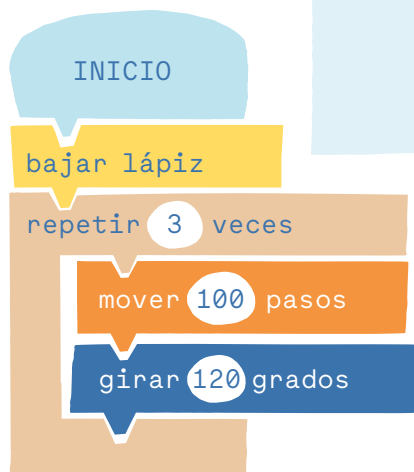 INICIO
bajar lápiz
repetir 3 veces
mover 100 pasos
girar 120 grados